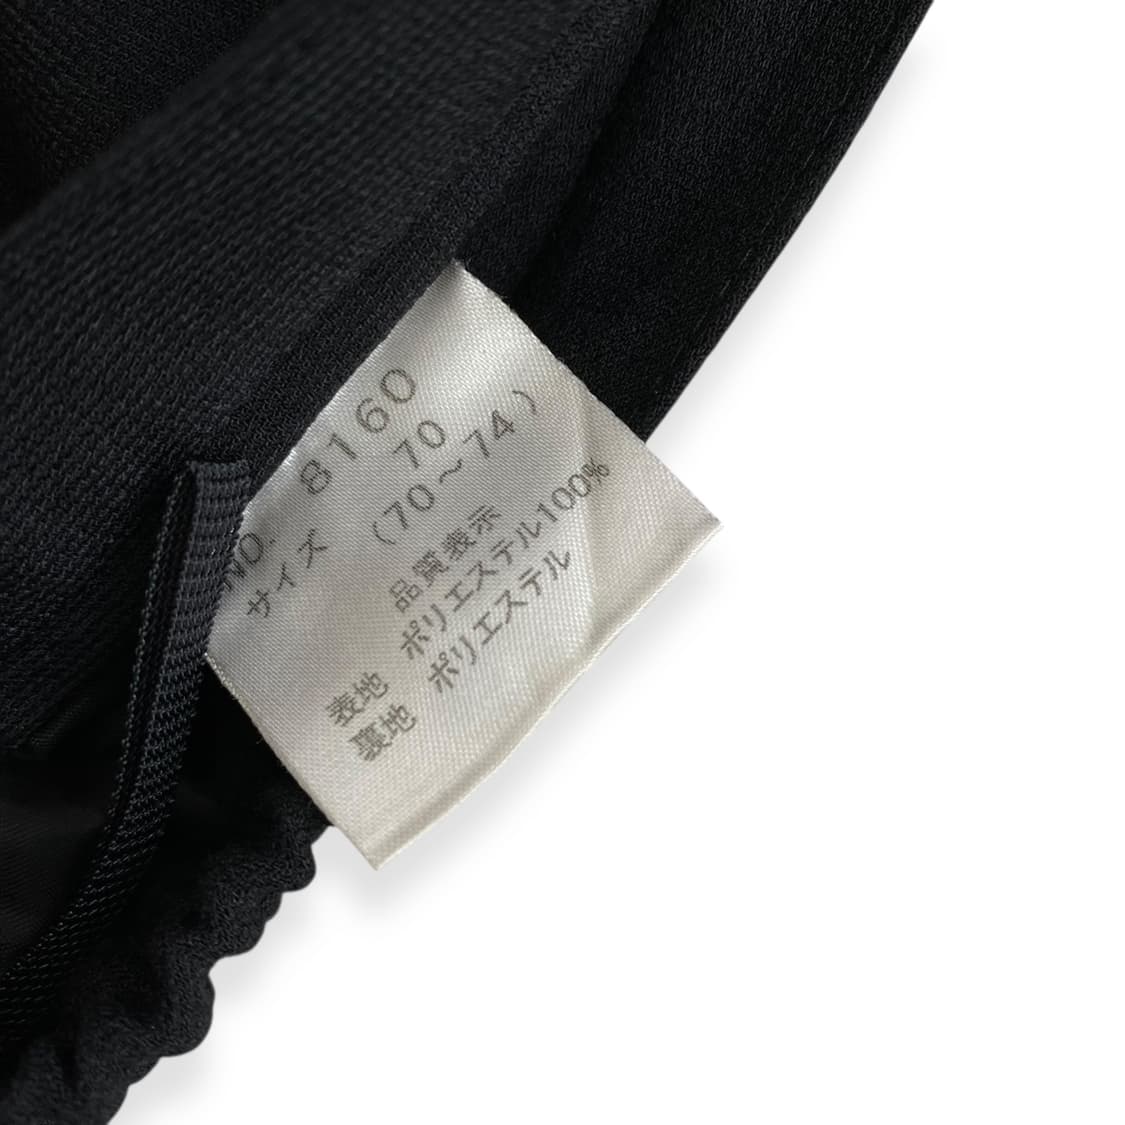 NO. 8160
サイズ 70
(70～74)
品質表示
表地 ポリエステル100%
裏地 ポリエステル